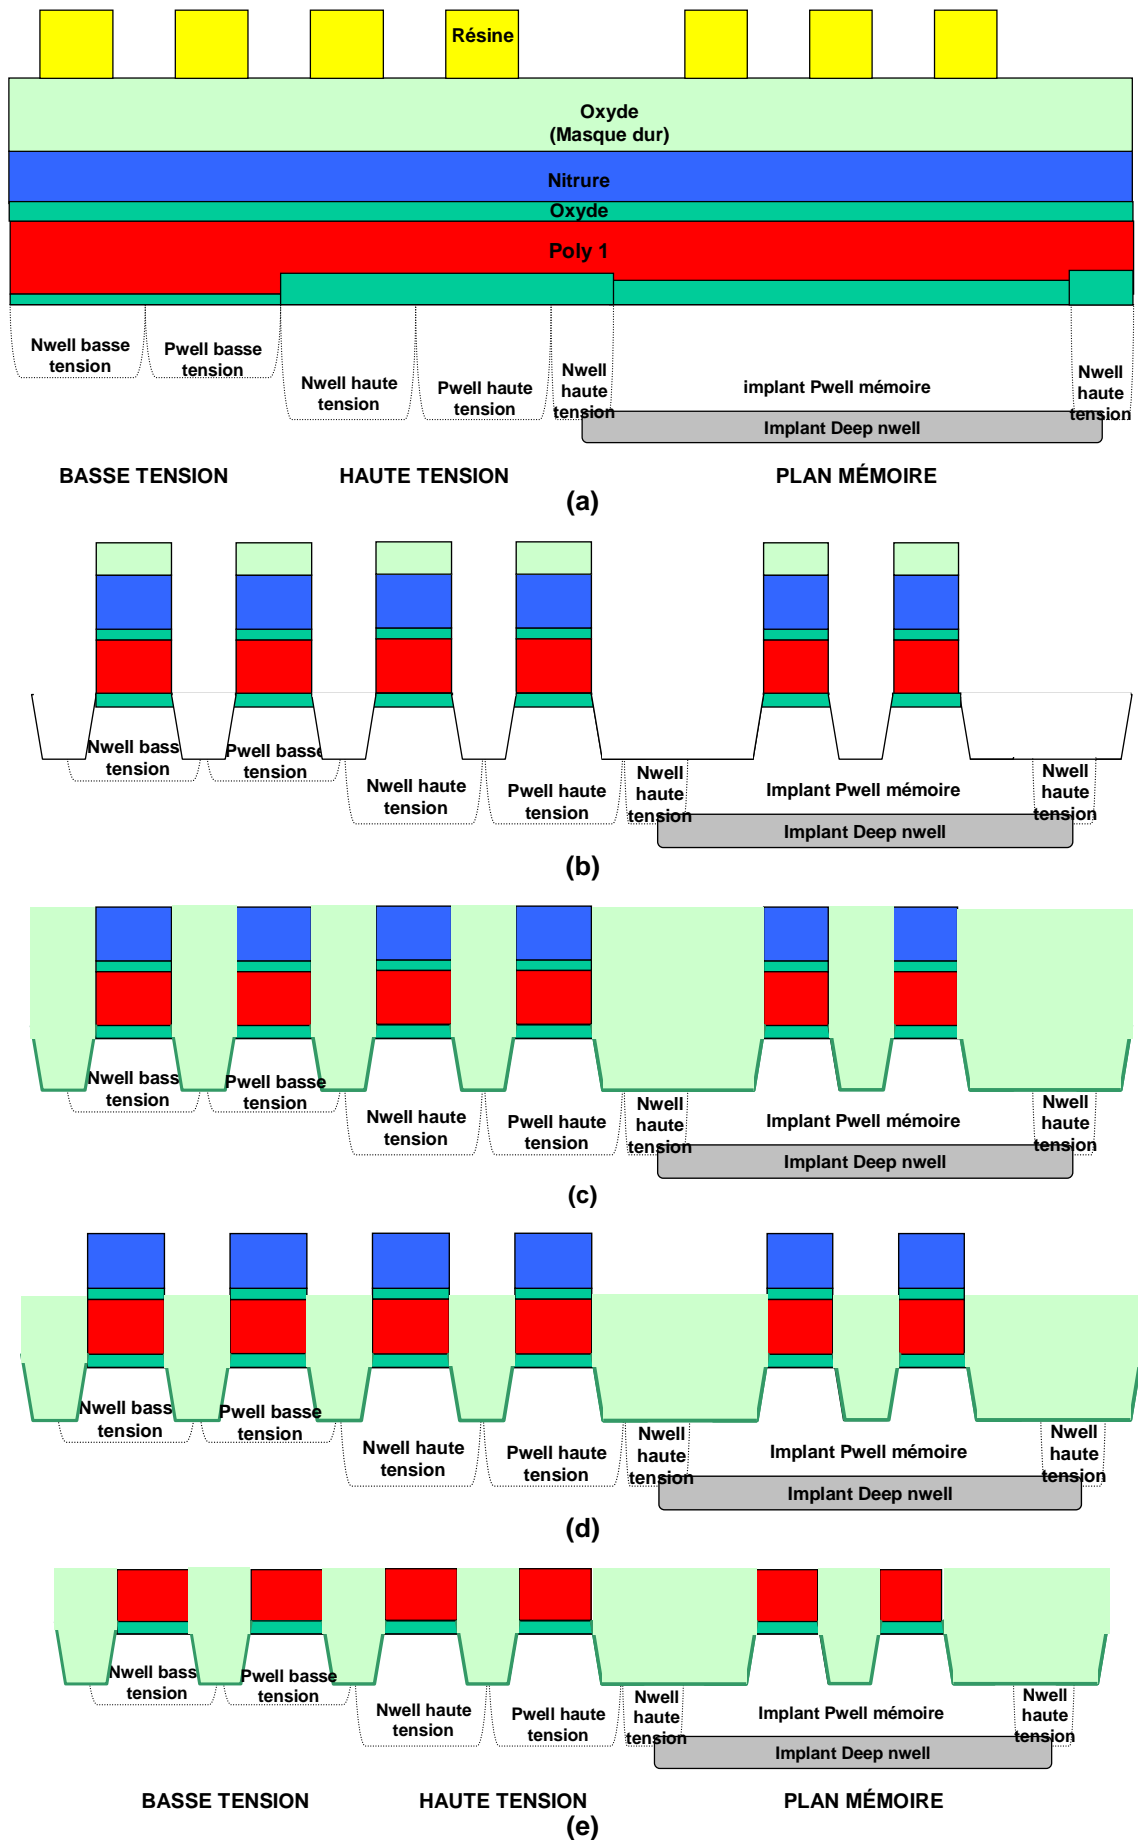 Résine
Oxyde
(Masque dur)
Nitrure
Oxyde
Poly 1
Nwell basse
tension
Pwell basse
tension
Nwell haute
tension
Pwell haute
tension
Nwell
haute
tension
implant Pwell mémoire
Nwell
haute
tension
Implant Deep nwell
BASSE TENSION
HAUTE TENSION
PLAN MÉMOIRE
(a)
Nwell bass
tension
Pwell basse
tension
Nwell haute
tension
Pwell haute
tension
Nwell
haute
tension
Implant Pwell mémoire
Nwell
haute
tension
Implant Deep nwell
(b)
Nwell bass
tension
Pwell basse
tension
Nwell haute
tension
Pwell haute
tension
Nwell
haute
tension
Implant Pwell mémoire
Nwell
haute
tension
Implant Deep nwell
(c)
Nwell bass
tension
Pwell basse
tension
Nwell haute
tension
Pwell haute
tension
Nwell
haute
tension
Implant Pwell mémoire
Nwell
haute
tension
Implant Deep nwell
(d)
Nwell bass
tension
Pwell basse
tension
Nwell haute
tension
Pwell haute
tension
Nwell
haute
tension
Implant Pwell mémoire
Nwell
haute
tension
Implant Deep nwell
BASSE TENSION
HAUTE TENSION
PLAN MÉMOIRE
(e)